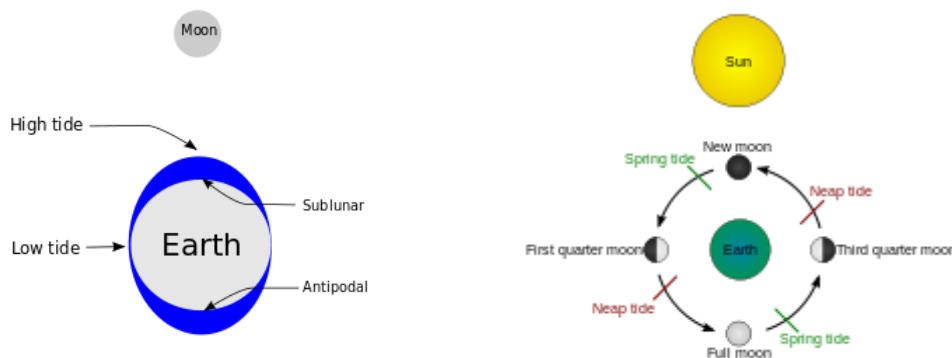 Moon
High tide
Sublunar
Low tide
Earth
Antipodal
Sun
New moon
Spring tide
Neap tide
First quarter moon
Earth
Third quarter moon
Neap tide
Spring tide
Full moon